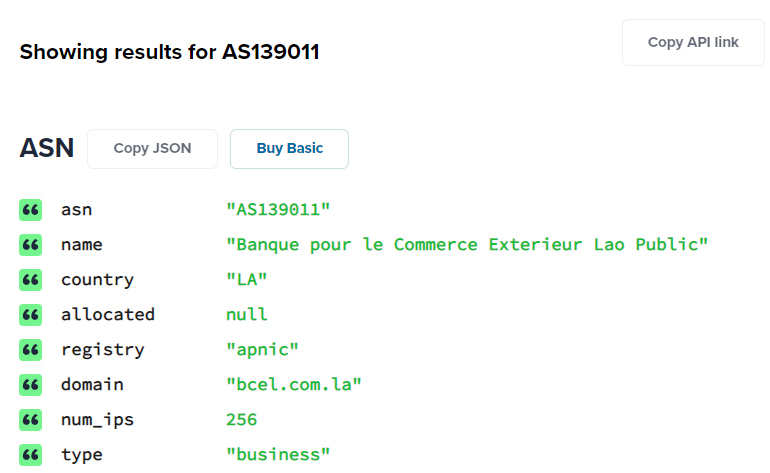 Showing results for AS139011
Copy API link
ASN
Copy JSON
Buy Basic
asn "AS139011"
name "Banque pour le Commerce Exterieur Lao Public"
country "LA"
allocated null
registry "apnic"
domain "bcel.com.la"
num_ips 256
type "business"